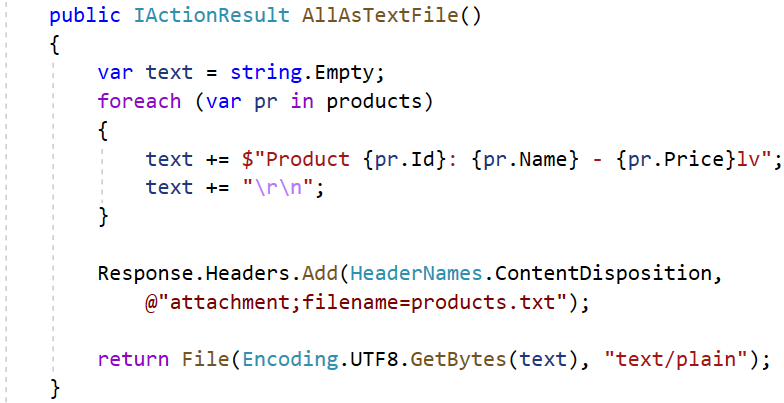 public IActionResult AllAsTextFile()
{
var text = string.Empty;
foreach (var pr in products)
{
text += $"Product {pr.Id}: {pr.Name} - {pr.Price}lv";
text += "\r\n";
}
Response.Headers.Add(HeaderNames.ContentDisposition,
@"attachment;filename=products.txt");
return File(Encoding.UTF8.GetBytes(text), "text/plain");
}